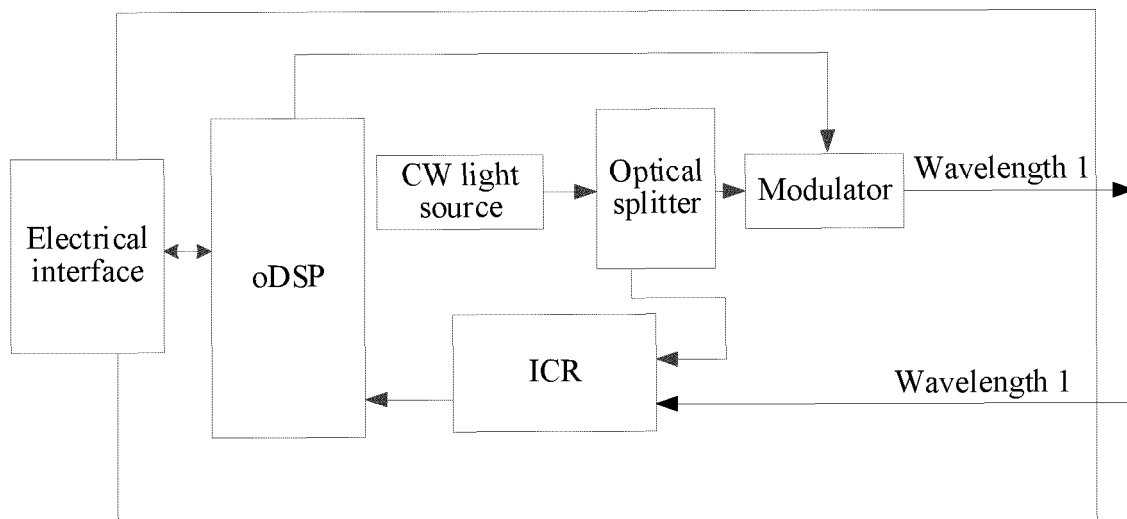 Electrical
interface
oDSP
CW light
source
Optical
splitter
Modulator
Wavelength 1
ICR
Wavelength 1